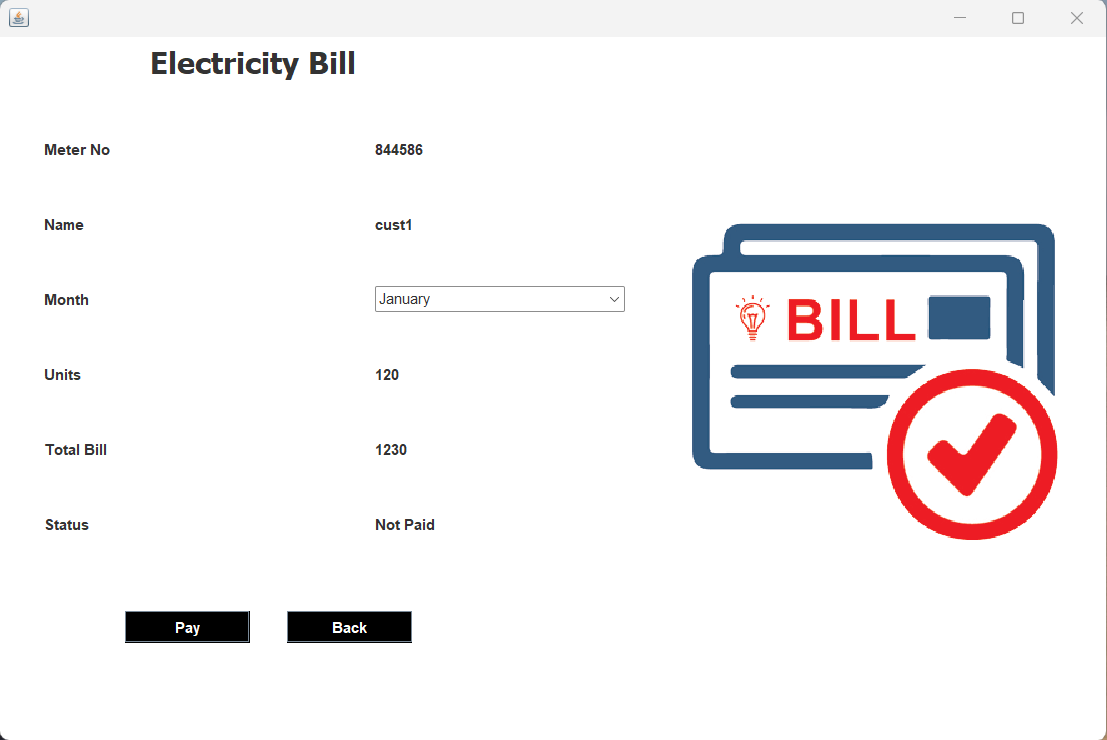 Electricity Bill
Meter No 844586
Name cust1
Month January
Units 120
Total Bill 1230
Status Not Paid
BILL
Pay Back